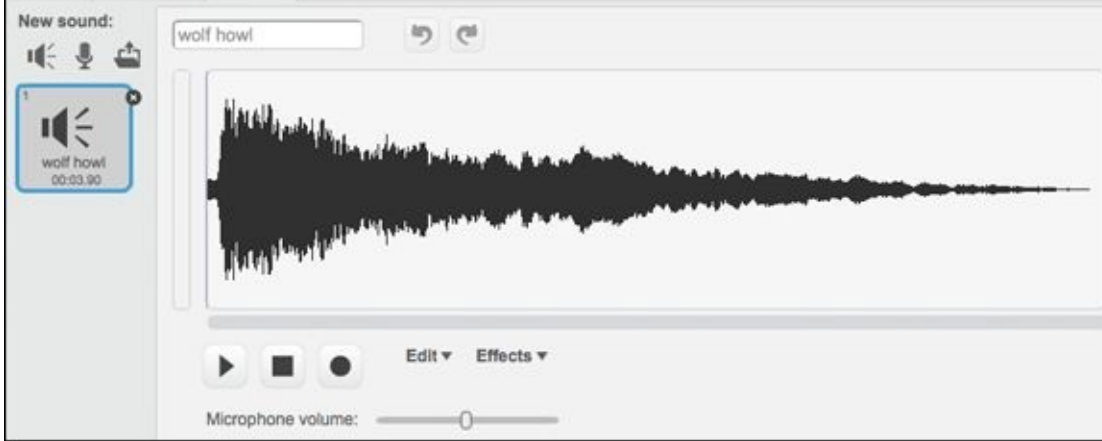 New sound:
wolf howl
1
wolf howl
00:03.90
Edit ▾ Effects ▾
Microphone volume: